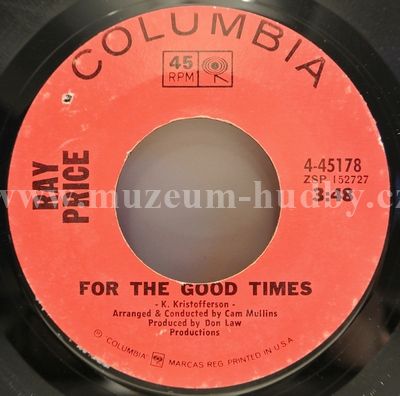 COLUMBIA
45
RPM
RAY
PRICE
4-45178
ZSP 152727
3:48
www.muzeum-hudby.cz
FOR THE GOOD TIMES
- K. Kristofferson -
Arranged & Conducted by Cam Mullins
Produced by Don Law
Productions
"COLUMBIA" MARCAS REG. PRINTED IN U.S.A.